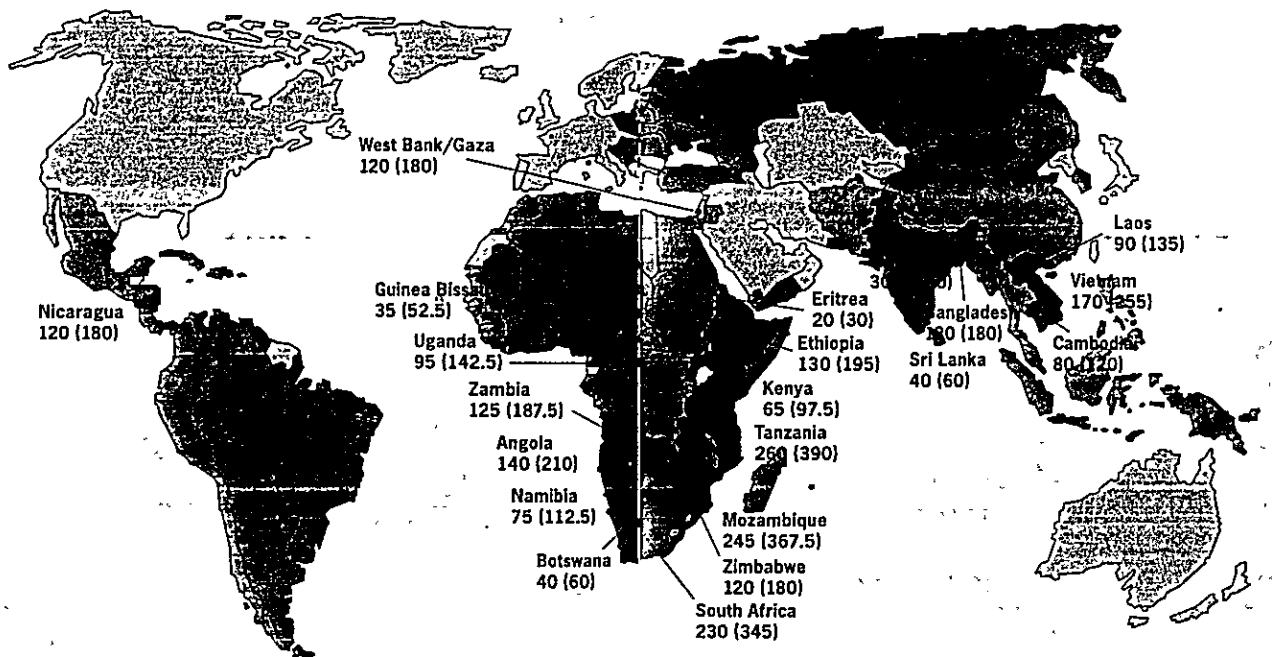 West Bank/Gaza
120 (180)
Laos
90 (135)
Nicaragua
120 (180)
Guinea Bissau
35 (52.5)
Eritrea
20 (30)
Vietnam
170 (255)
Uganda
95 (142.5)
Ethiopia
130 (195)
Bangladesh
(180)
Sri Lanka
40 (60)
Cambodia
80 (120)
Zambia
125 (187.5)
Kenya
65 (97.5)
Angola
140 (210)
Tanzania
260 (390)
Namibia
75 (112.5)
Mozambique
245 (367.5)
Botswana
40 (60)
Zimbabwe
120 (180)
South Africa
230 (345)